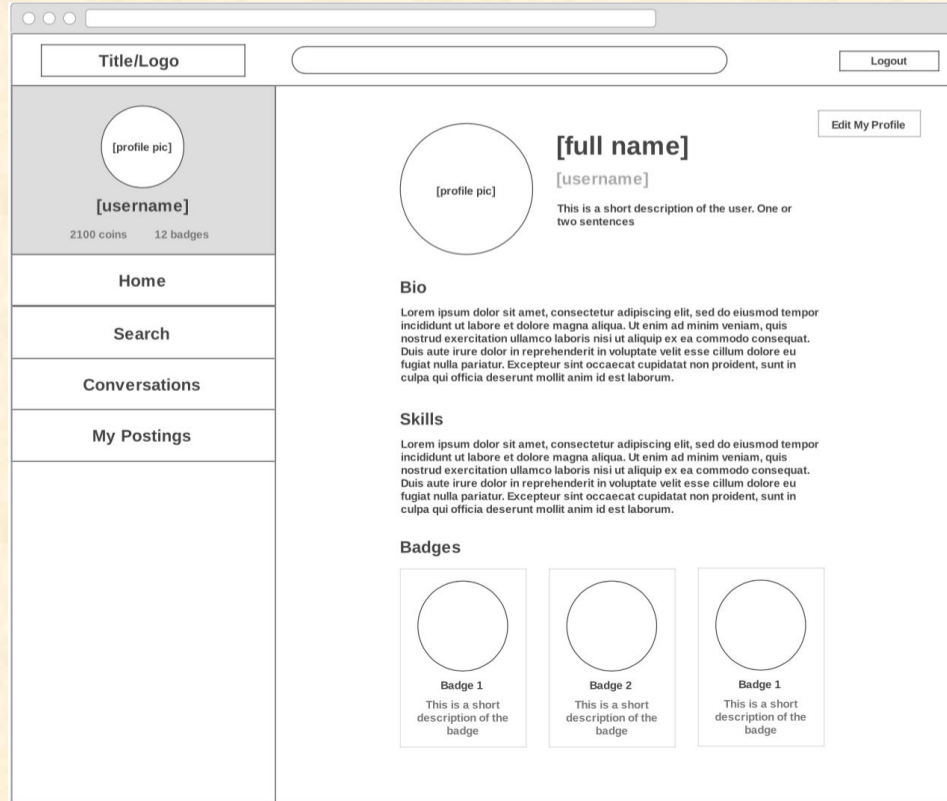 Title/Logo
Logout
[profile pic]
[username]
2100 coins 12 badges
Home
Search
Conversations
My Postings
Edit My Profile
[profile pic]
[full name]
[username]
This is a short description of the user. One or
two sentences
Bio
Lorem ipsum dolor sit amet, consectetur adipiscing elit, sed do eiusmod tempor
incididunt ut labore et dolore magna aliqua. Ut enim ad minim veniam, quis
nostrud exercitation ullamco laboris nisi ut aliquip ex ea commodo consequat.
Duis aute irure dolor in reprehenderit in voluptate velit esse cillum dolore eu
fugiat nulla pariatur. Excepteur sint occaecat cupidatat non proident, sunt in
culpa qui officia deserunt mollit anim id est laborum.
Skills
Lorem ipsum dolor sit amet, consectetur adipiscing elit, sed do eiusmod tempor
incididunt ut labore et dolore magna aliqua. Ut enim ad minim veniam, quis
nostrud exercitation ullamco laboris nisi ut aliquip ex ea commodo consequat.
Duis aute irure dolor in reprehenderit in voluptate velit esse cillum dolore eu
fugiat nulla pariatur. Excepteur sint occaecat cupidatat non proident, sunt in
culpa qui officia deserunt mollit anim id est laborum.
Badges
Badge 1
This is a short
description of the
badge
Badge 2
This is a short
description of the
badge
Badge 1
This is a short
description of the
badge